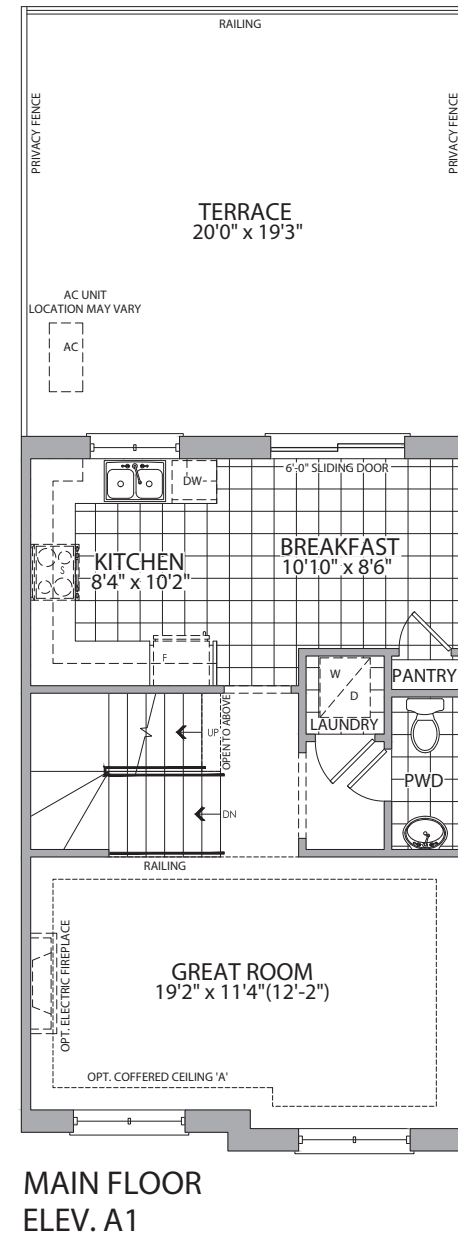 RAILING
PRIVACY FENCE
PRIVACY FENCE
TERRACE
20'0" x 19'3"
AC UNIT
LOCATION MAY VARY
AC
6'-0" SLIDING DOOR
DW
KITCHEN
8'4" x 10'2"
S
BREAKFAST
10'10" x 8'6"
F
W
D
LAUNDRY
PANTRY
UP
OPEN TO ABOVE
DN
PWD
RAILING
OPT. ELECTRIC FIREPLACE
GREAT ROOM
19'2" x 11'4"(12'-2")
OPT. COFFERED CEILING 'A'
MAIN FLOOR
ELEV. A1